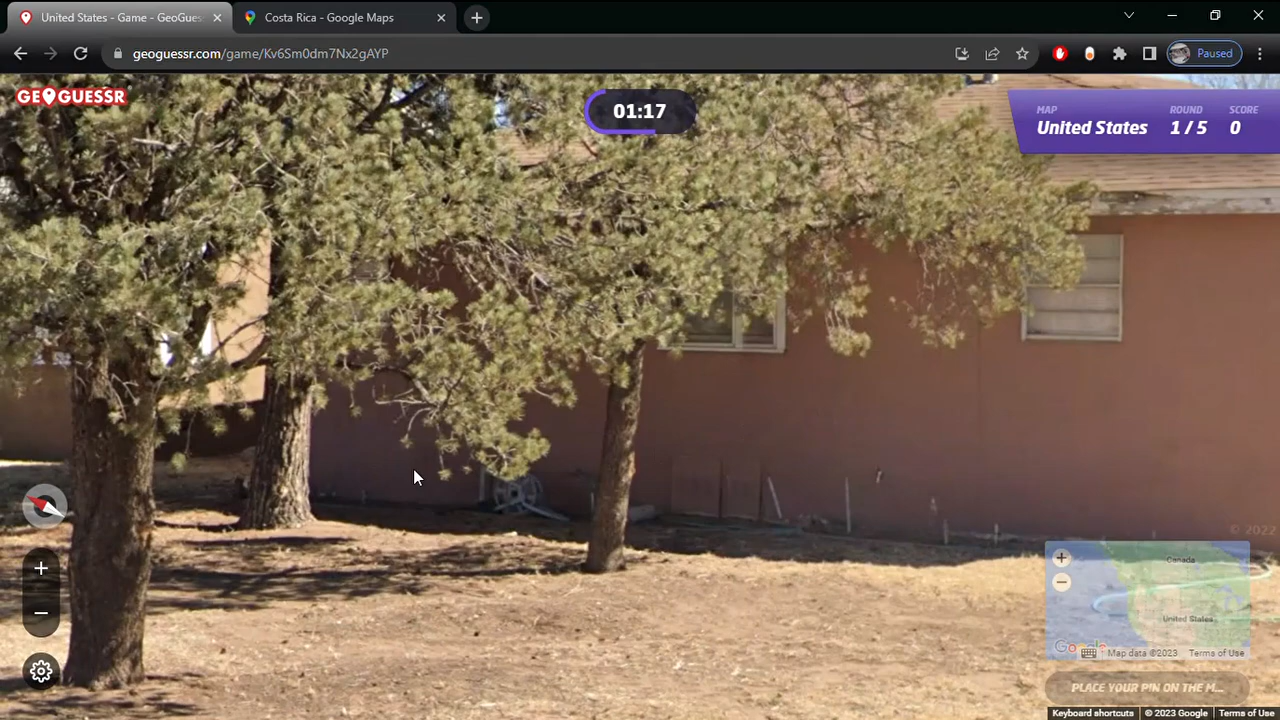 United States - Game - GeoGues
Costa Rica - Google Maps
geoguessr.com/game/Kv6Sm0dm7Nx2gAYP
Paused
GEOGUESSR
01:17
MAP
ROUND
SCORE
United States
1 / 5
0
© 2022
Canada
United States
Google
Map data ©2023
Terms of Use
PLACE YOUR PIN ON THE M...
Keyboard shortcuts
© 2023 Google
Terms of Use